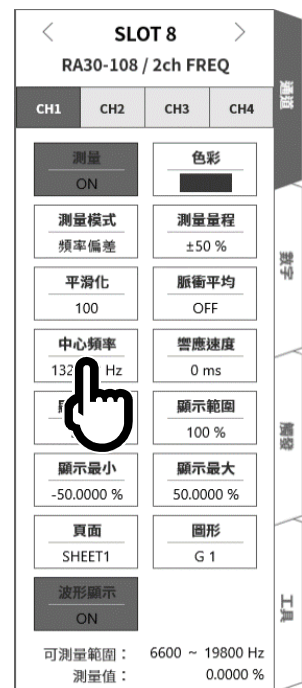 SLOT 8
RA30-108 / 2ch FREQ
CH1 CH2 CH3 CH4
測量 色彩
ON
測量模式 測量量程
頻率偏差 ±50 %
平滑化 脈衝平均
100 OFF
中心頻率 響應速度
132 Hz 0 ms
顯示範圍
100 %
顯示最小 顯示最大
-50.0000 % 50.0000 %
頁面 圖形
SHEET1 G 1
波形顯示
ON
可測量範圍： 6600 ~ 19800 Hz
測量值： 0.0000 %
通道
數字
觸發
工具